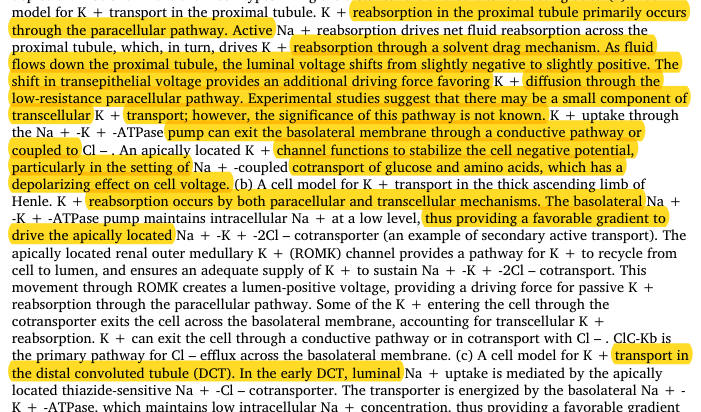 model for K + transport in the proximal tubule. K + reabsorption in the proximal tubule primarily occurs
through the paracellular pathway. Active Na + reabsorption drives net fluid reabsorption across the
proximal tubule, which, in turn, drives K + reabsorption through a solvent drag mechanism. As fluid
flows down the proximal tubule, the luminal voltage shifts from slightly negative to slightly positive. The
shift in transepithelial voltage provides an additional driving force favoring K + diffusion through the
low-resistance paracellular pathway. Experimental studies suggest that there may be a small component of
transcellular K + transport; however, the significance of this pathway is not known. K + uptake through
the Na + -K + -ATPase pump can exit the basolateral membrane through a conductive pathway or
coupled to Cl – . An apically located K + channel functions to stabilize the cell negative potential,
particularly in the setting of Na + -coupled cotransport of glucose and amino acids, which has a
depolarizing effect on cell voltage. (b) A cell model for K + transport in the thick ascending limb of
Henle. K + reabsorption occurs by both paracellular and transcellular mechanisms. The basolateral Na +
-K + -ATPase pump maintains intracellular Na + at a low level, thus providing a favorable gradient to
drive the apically located Na + -K + -2Cl – cotransporter (an example of secondary active transport). The
apically located renal outer medullary K + (ROMK) channel provides a pathway for K + to recycle from
cell to lumen, and ensures an adequate supply of K + to sustain Na + -K + -2Cl – cotransport. This
movement through ROMK creates a lumen-positive voltage, providing a driving force for passive K +
reabsorption through the paracellular pathway. Some of the K + entering the cell through the
cotransporter exits the cell across the basolateral membrane, accounting for transcellular K +
reabsorption. K + can exit the cell through a conductive pathway or in cotransport with Cl – . ClC-Kb is
the primary pathway for Cl – efflux across the basolateral membrane. (c) A cell model for K + transport in
the distal convoluted tubule (DCT). In the early DCT, luminal Na + uptake is mediated by the apically
located thiazide-sensitive Na + -Cl – cotransporter. The transporter is energized by the basolateral Na + -
K + -ATPase, which maintains low intracellular Na + concentration, thus providing a favorable gradient